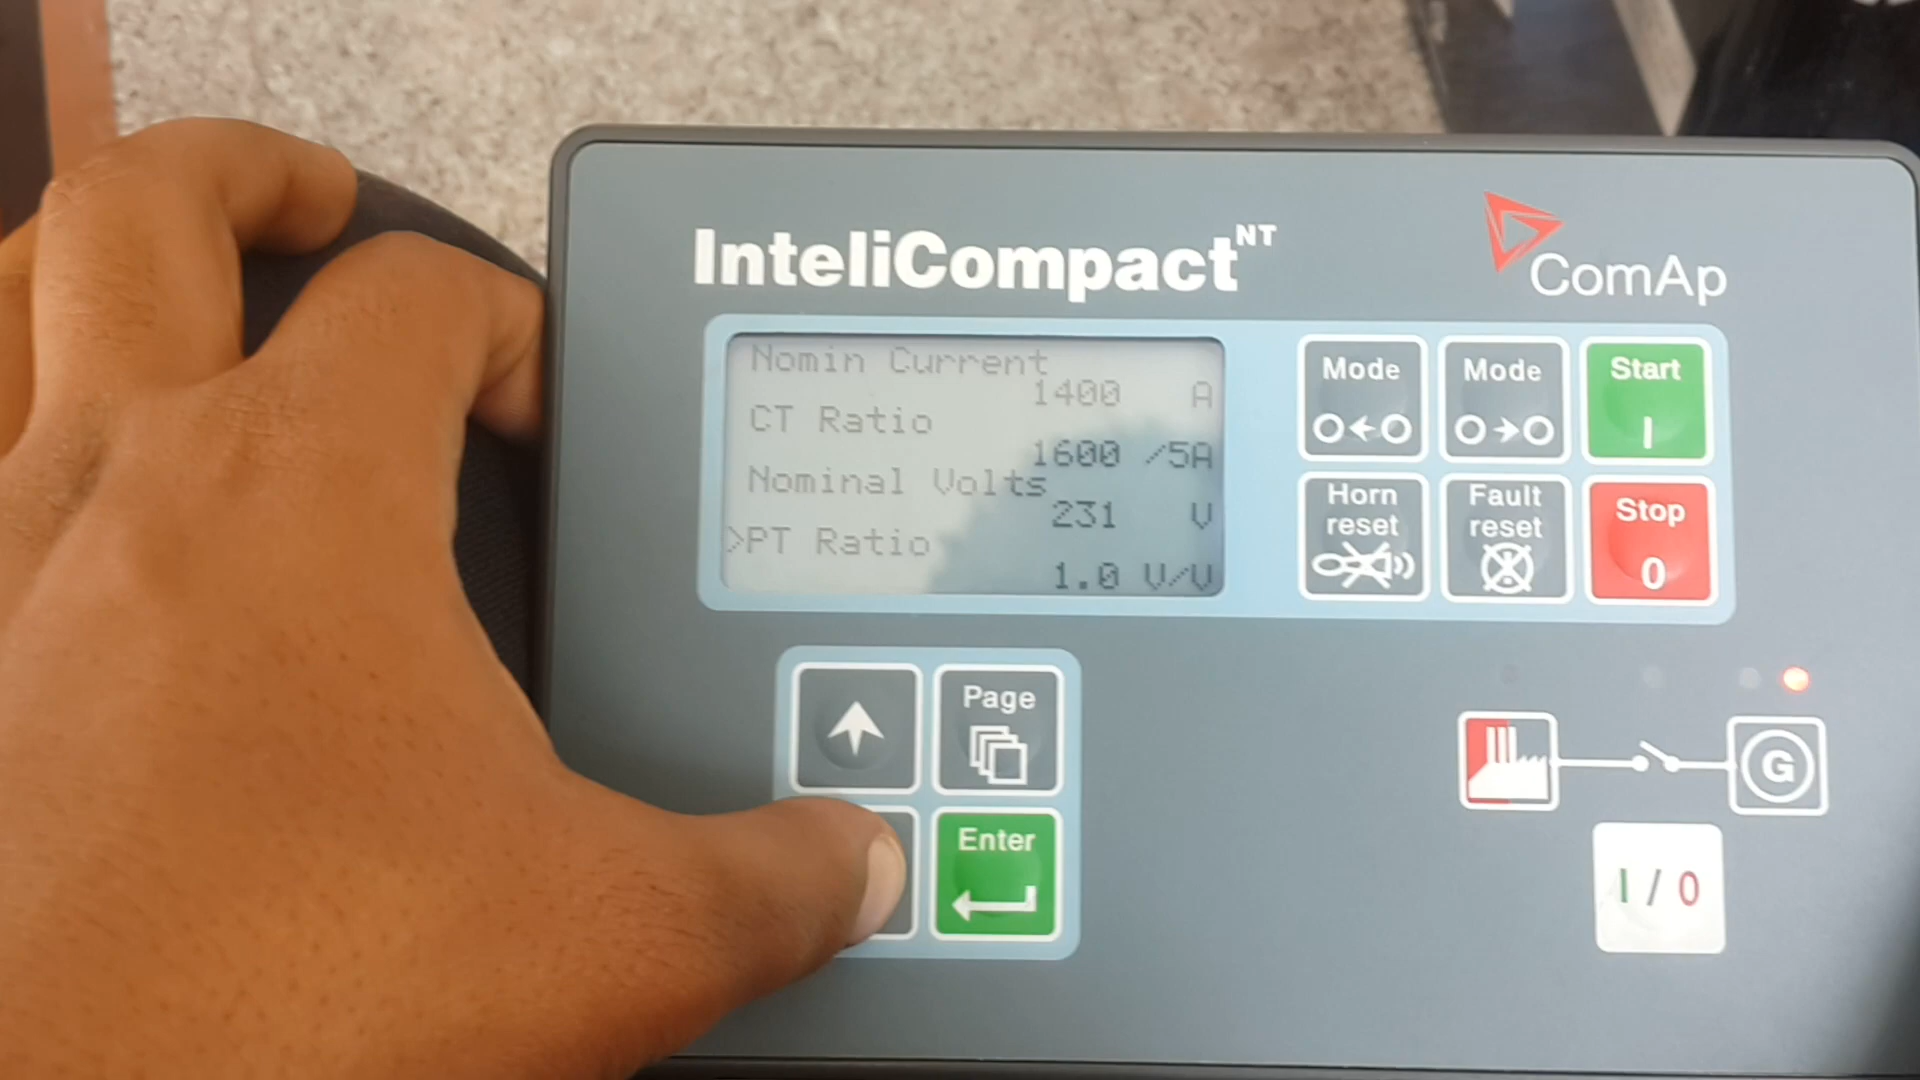 InteliCompact NT
ComAp
Nomin Current
1400 A
CT Ratio
1600 /5A
Nominal Volts
231 V
>PT Ratio
1.0 V/V
Mode
Mode
Start
I
Horn
reset
Fault
reset
Stop
0
Page
Enter
G
I / 0